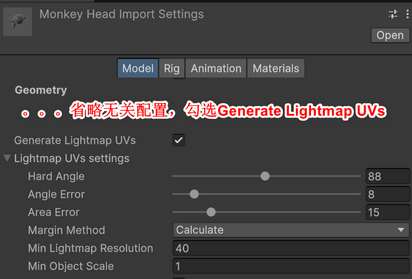 Monkey Head Import Settings
Open
Model Rig Animation Materials
Geometry
。。。省略无关配置，勾选Generate Lightmap UVs
Generate Lightmap UVs
Lightmap UVs settings
Hard Angle 88
Angle Error 8
Area Error 15
Margin Method Calculate
Min Lightmap Resolution 40
Min Object Scale 1